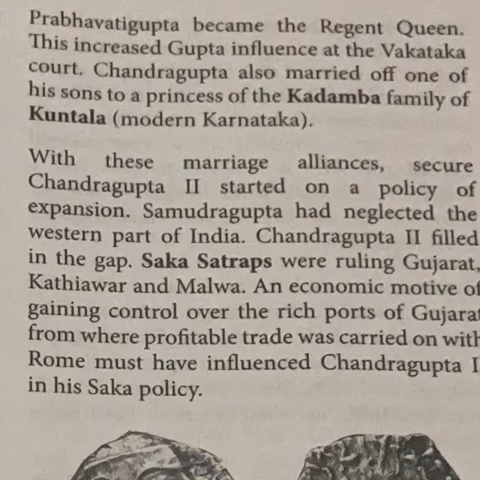 Prabhavatigupta became the Regent Queen.
This increased Gupta influence at the Vakataka
court. Chandragupta also married off one of
his sons to a princess of the Kadamba family of
Kuntala (modern Karnataka).
With these marriage alliances, secure
Chandragupta II started on a policy of
expansion. Samudragupta had neglected the
western part of India. Chandragupta II filled
in the gap. Saka Satraps were ruling Gujarat,
Kathiawar and Malwa. An economic motive of
gaining control over the rich ports of Gujarat
from where profitable trade was carried on with
Rome must have influenced Chandragupta I
in his Saka policy.